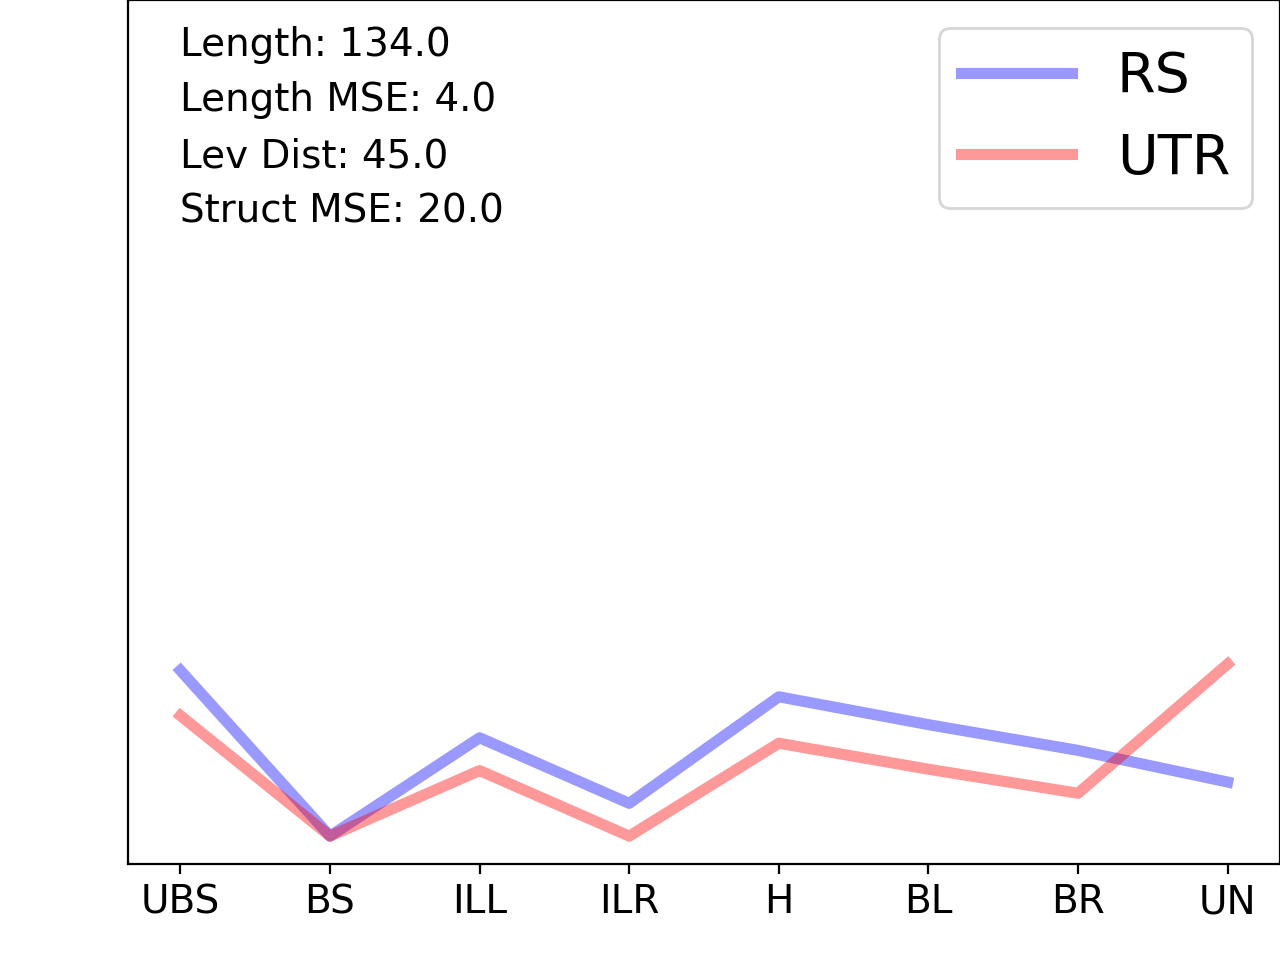 Length: 134.0
Length MSE: 4.0
Lev Dist: 45.0
Struct MSE: 20.0
RS
UTR
UBS BS ILL ILR H BL BR UN